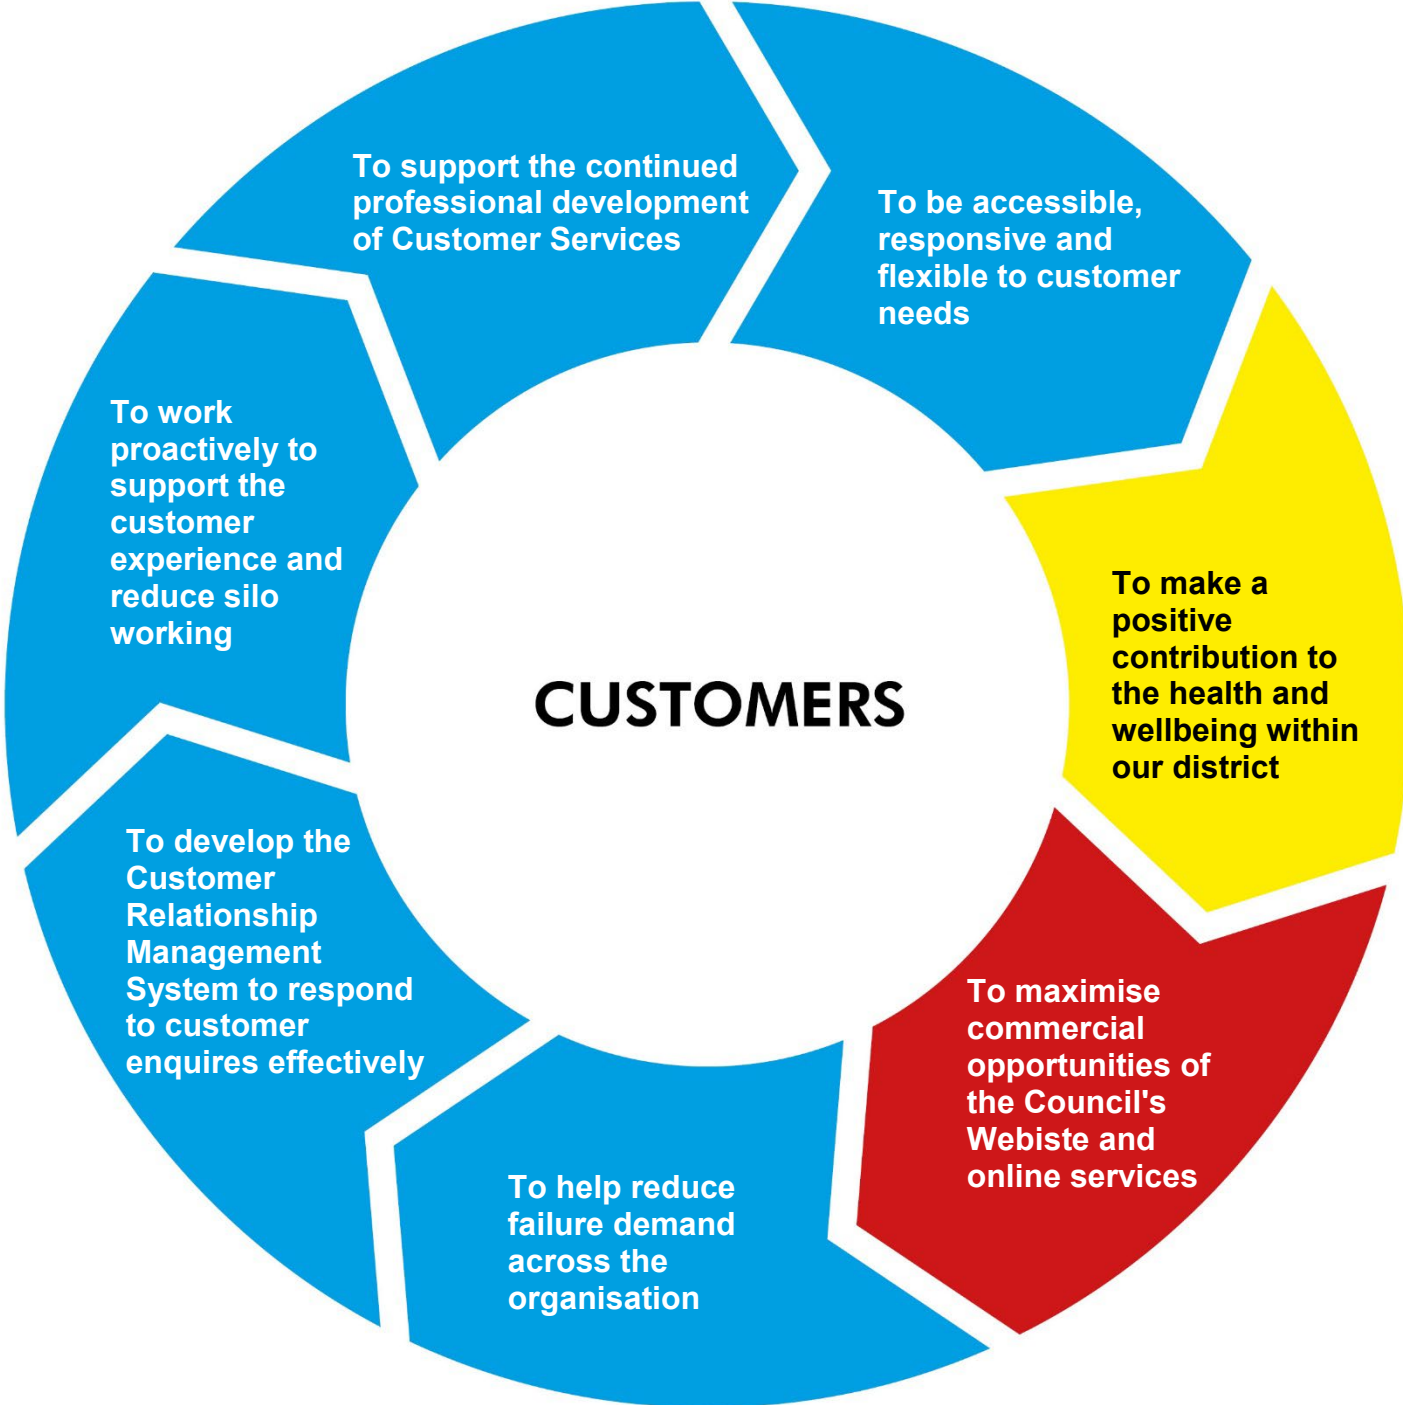 To support the continued
professional development
of Customer Services
To be accessible,
responsive and
flexible to customer
needs
To make a
positive
contribution to
the health and
wellbeing within
our district
To maximise
commercial
opportunities of
the Council's
Webiste and
online services
To help reduce
failure demand
across the
organisation
To develop the
Customer
Relationship
Management
System to respond
to customer
enquires effectively
To work
proactively to
support the
customer
experience and
reduce silo
working
CUSTOMERS